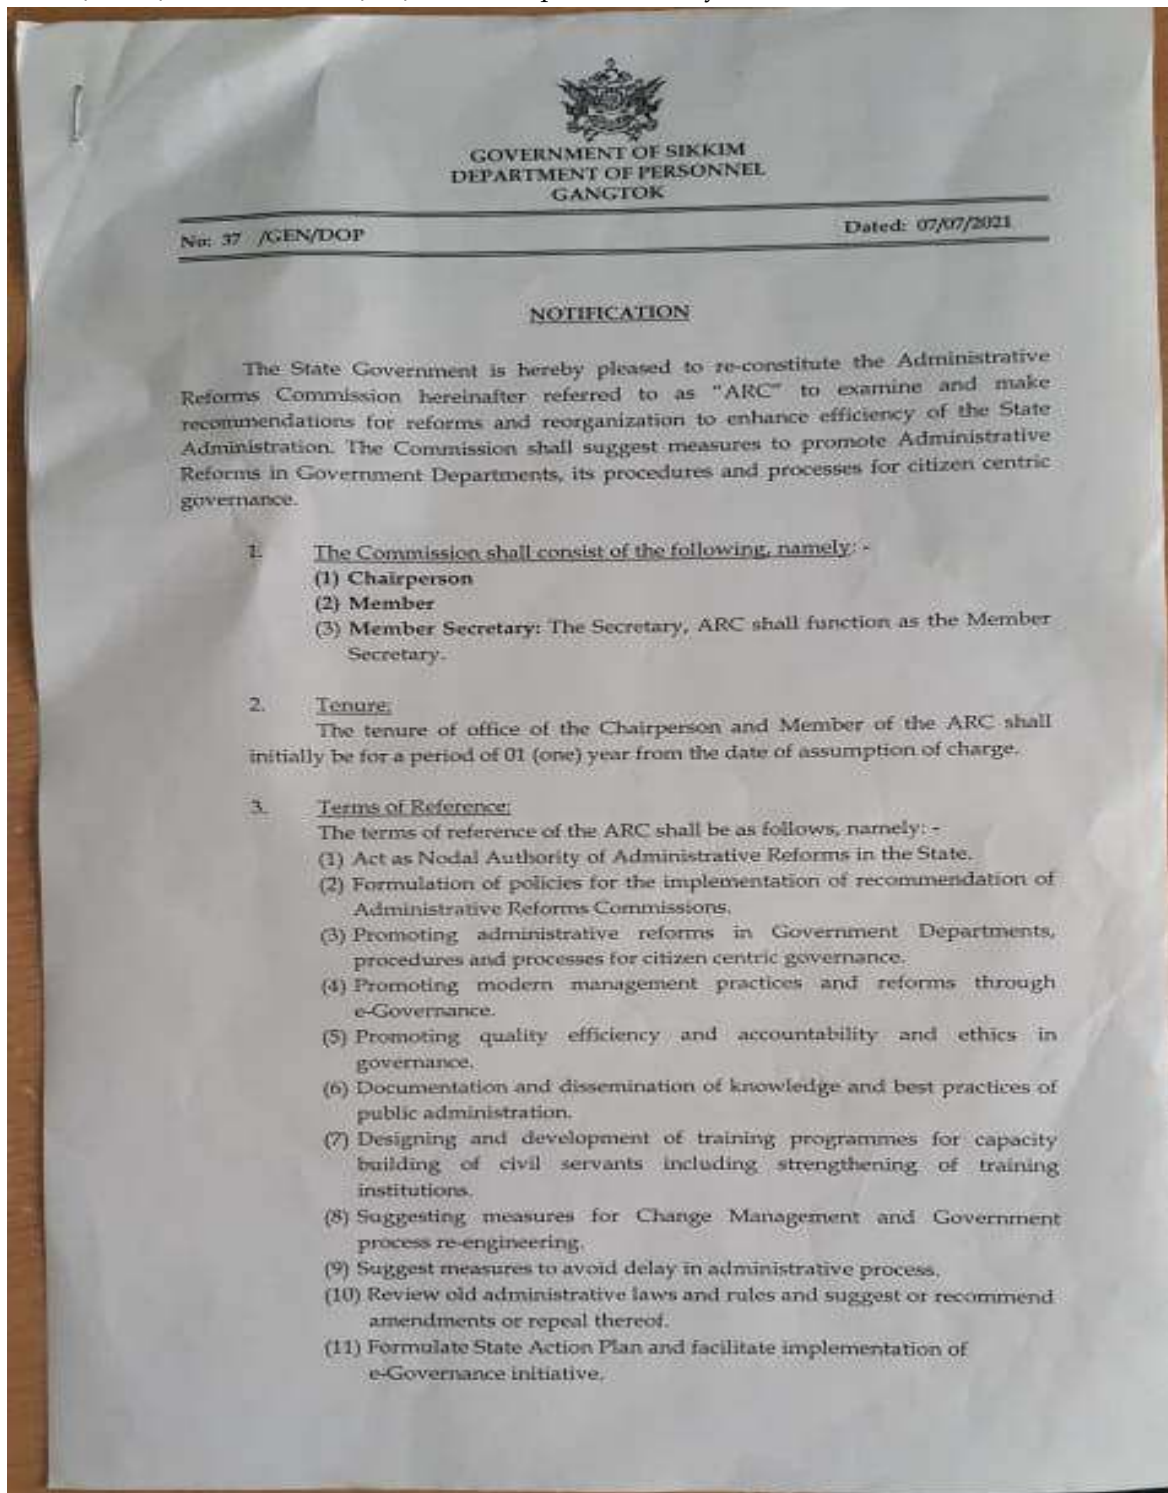 GOVERNMENT OF SIKKIM
DEPARTMENT OF PERSONNEL
GANGTOK
No: 37 /GEN/DOP
Dated: 07/07/2021
NOTIFICATION
The State Government is hereby pleased to re-constitute the Administrative
Reforms Commission hereinafter referred to as "ARC" to examine and make
recommendations for reforms and reorganization to enhance efficiency of the State
Administration. The Commission shall suggest measures to promote Administrative
Reforms in Government Departments, its procedures and processes for citizen centric
governance.
1. The Commission shall consist of the following, namely: -
(1) Chairperson
(2) Member
(3) Member Secretary: The Secretary, ARC shall function as the Member
Secretary.
2. Tenure:
The tenure of office of the Chairperson and Member of the ARC shall
initially be for a period of 01 (one) year from the date of assumption of charge.
3. Terms of Reference:
The terms of reference of the ARC shall be as follows, namely: -
(1) Act as Nodal Authority of Administrative Reforms in the State.
(2) Formulation of policies for the implementation of recommendation of
Administrative Reforms Commissions.
(3) Promoting administrative reforms in Government Departments,
procedures and processes for citizen centric governance.
(4) Promoting modern management practices and reforms through
e-Governance.
(5) Promoting quality efficiency and accountability and ethics in
governance.
(6) Documentation and dissemination of knowledge and best practices of
public administration.
(7) Designing and development of training programmes for capacity
building of civil servants including strengthening of training
institutions.
(8) Suggesting measures for Change Management and Government
process re-engineering.
(9) Suggest measures to avoid delay in administrative process.
(10) Review old administrative laws and rules and suggest or recommend
amendments or repeal thereof.
(11) Formulate State Action Plan and facilitate implementation of
e-Governance initiative.